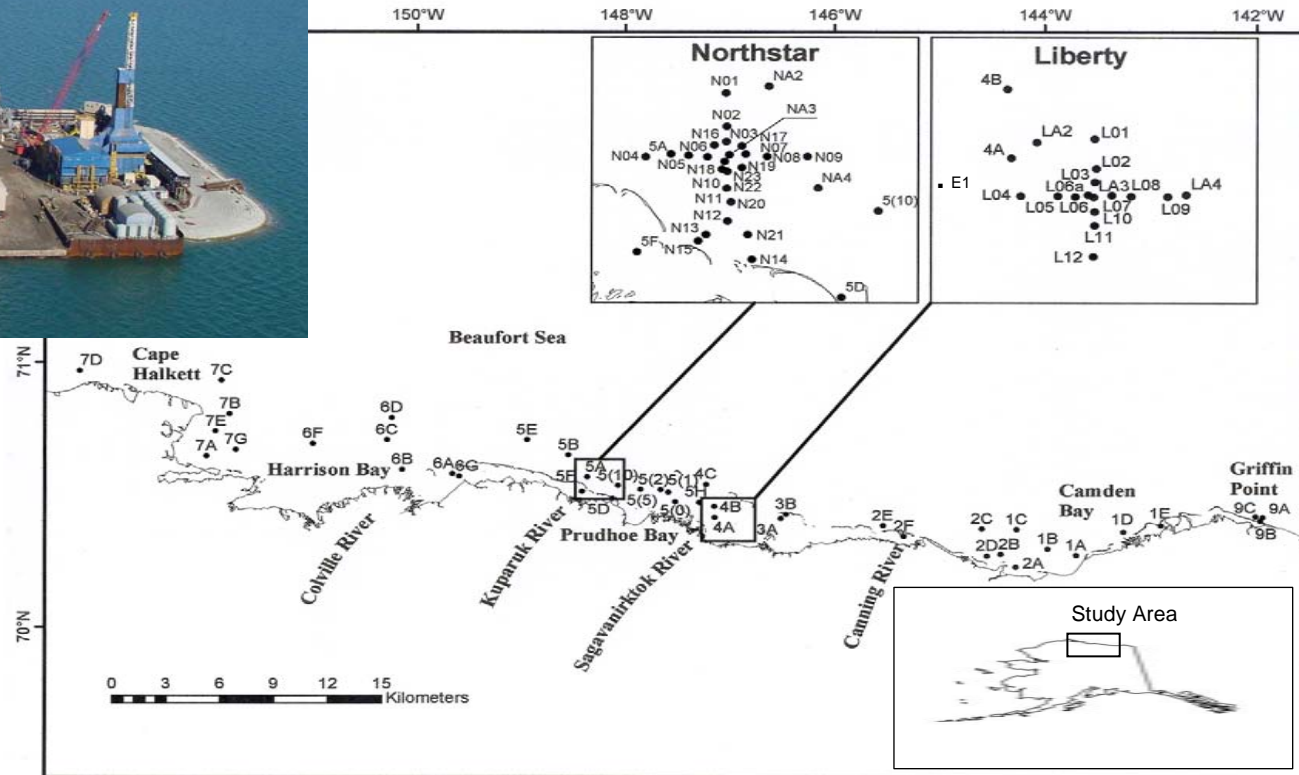 150°W 148°W 146°W 144°W 142°W
Northstar
N01
NA2
N02
NA3
N16
N03
N17
5A
N06
N07
N04
N05
N08
N09
N18
N19
N23
N10
N22
NA4
N11
N20
5(10)
N12
N13
N21
5F
N15
N14
5D
Liberty
4B
LA2
L01
4A
L02
E1
L03
L06a
LA3
L08
LA4
L04
L05
L06
L07
L09
L10
L11
L12
Beaufort Sea
71°N
70°N
7D
Cape
Halkett
7C
7B
7E
7A
7G
6F
6D
6C
6B
Harrison Bay
6A
6G
5E
5B
5A
5(10)
5F
5D
5(5)
5(2)
5(1)
5(0)
4C
4B
4A
3B
3A
Prudhoe Bay
2E
2F
2C
1C
2D
2B
1B
2A
1A
Camden
Bay
1D
1E
Griffin
Point
9C
9A
9B
Colville River
Kuparuk River
Sagavanirktok River
Canning River
0 3 6 9 12 15
Kilometers
Study Area